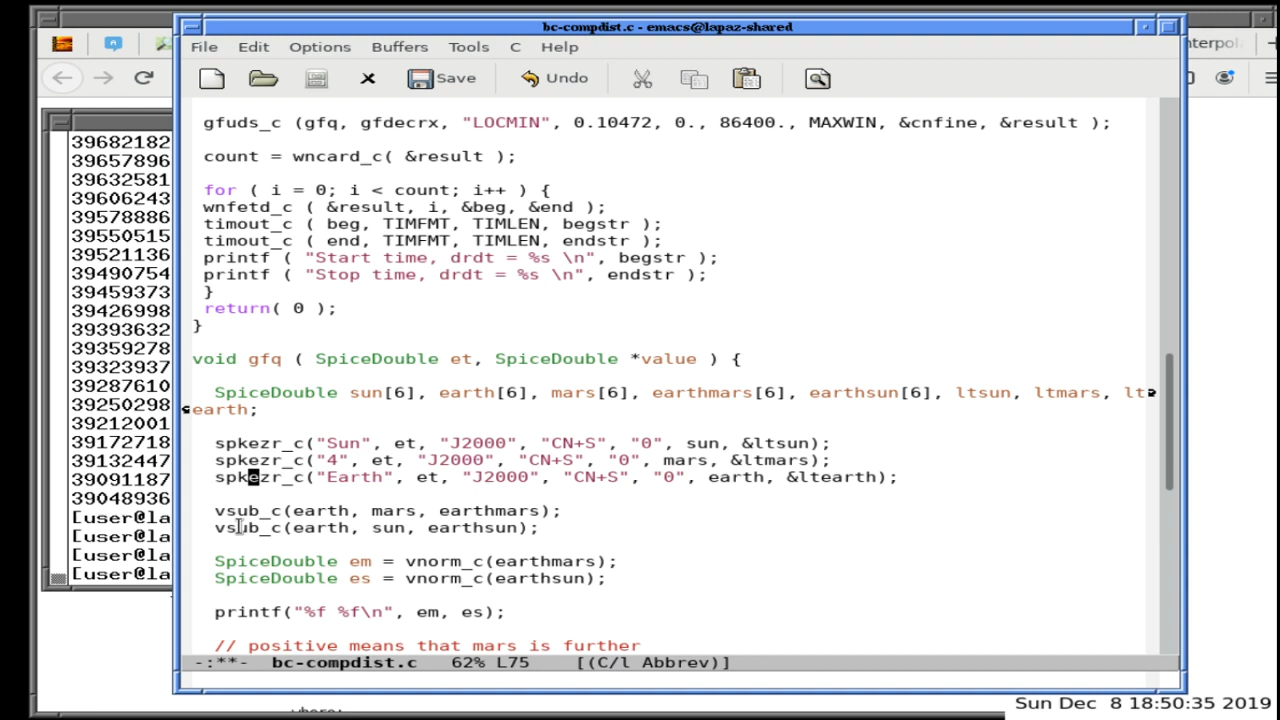 bc-compdist.c - emacs@lapaz-shared
File Edit Options Buffers Tools C Help
Save Undo
gfuds_c (gfq, gfdecrx, "LOCMIN", 0.10472, 0., 86400., MAXWIN, &cnfine, &result );
count = wncard_c( &result );
for ( i = 0; i < count; i++ ) {
wnfetd_c ( &result, i, &beg, &end );
timout_c ( beg, TIMFMT, TIMLEN, begstr );
timout_c ( end, TIMFMT, TIMLEN, endstr );
printf ( "Start time, drdt = %s \n", begstr );
printf ( "Stop time, drdt = %s \n", endstr );
}
return( 0 );
}
void gfq ( SpiceDouble et, SpiceDouble *value ) {
SpiceDouble sun[6], earth[6], mars[6], earthmars[6], earthsun[6], ltsun, ltmars, lt
earth;
spkezr_c("Sun", et, "J2000", "CN+S", "0", sun, &ltsun);
spkezr_c("4", et, "J2000", "CN+S", "0", mars, &ltmars);
spkezr_c("Earth", et, "J2000", "CN+S", "0", earth, &ltearth);
vsub_c(earth, mars, earthmars);
vsub_c(earth, sun, earthsun);
SpiceDouble em = vnorm_c(earthmars);
SpiceDouble es = vnorm_c(earthsun);
printf("%f %f\n", em, es);
// positive means that mars is further
-:**- bc-compdist.c 62% L75 [(C/l Abbrev)]
39682182
39657896
39632581
39606243
39578886
39550515
39521136
39490754
39459373
39426998
39393632
39359278
39323937
39287610
39250298
39212001
39172718
39132447
39091187
39048936
[user@la
[user@la
[user@la
[user@la
Sun Dec 8 18:50:35 2019